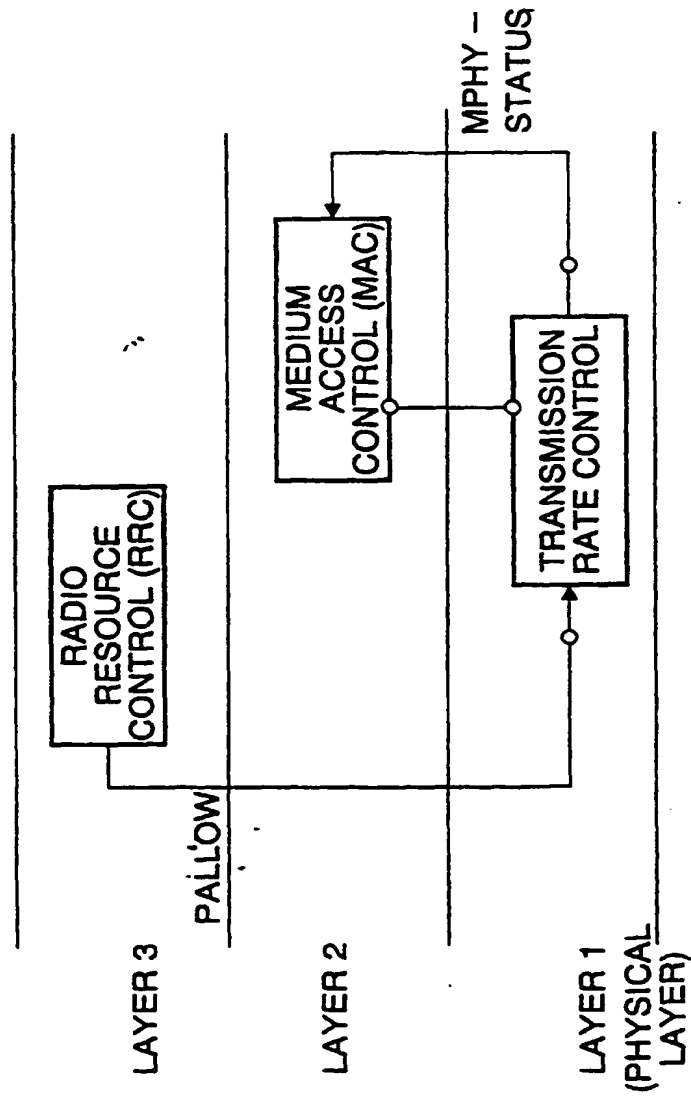 LAYER 3
RADIO
RESOURCE
CONTROL (RRC)
PALLOW
LAYER 2
MEDIUM
ACCESS
CONTROL (MAC)
MPHY –
STATUS
LAYER 1
(PHYSICAL
LAYER)
TRANSMISSION
RATE CONTROL